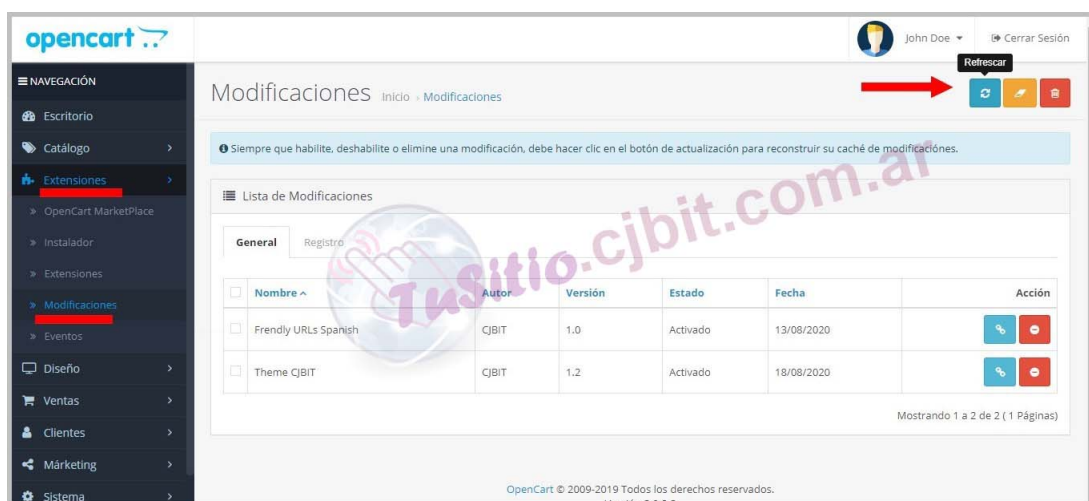 opencart
John Doe
Cerrar Sesión
Refrescar
NAVEGACIÓN
Escritorio
Catálogo
Extensiones
OpenCart MarketPlace
Instalador
Extensiones
Modificaciones
Eventos
Diseño
Ventas
Clientes
Márketing
Sistema
Modificaciones Inicio › Modificaciones
Siempre que habilite, deshabilite o elimine una modificación, debe hacer clic en el botón de actualización para reconstruir su caché de modificaciónes.
Lista de Modificaciones
General Registro
Nombre Autor Versión Estado Fecha Acción
Frendly URLs Spanish CJBIT 1.0 Activado 13/08/2020
Theme CJBIT CJBIT 1.2 Activado 18/08/2020
Mostrando 1 a 2 de 2 ( 1 Páginas)
TuSitio.cjbit.com.ar
OpenCart © 2009-2019 Todos los derechos reservados.